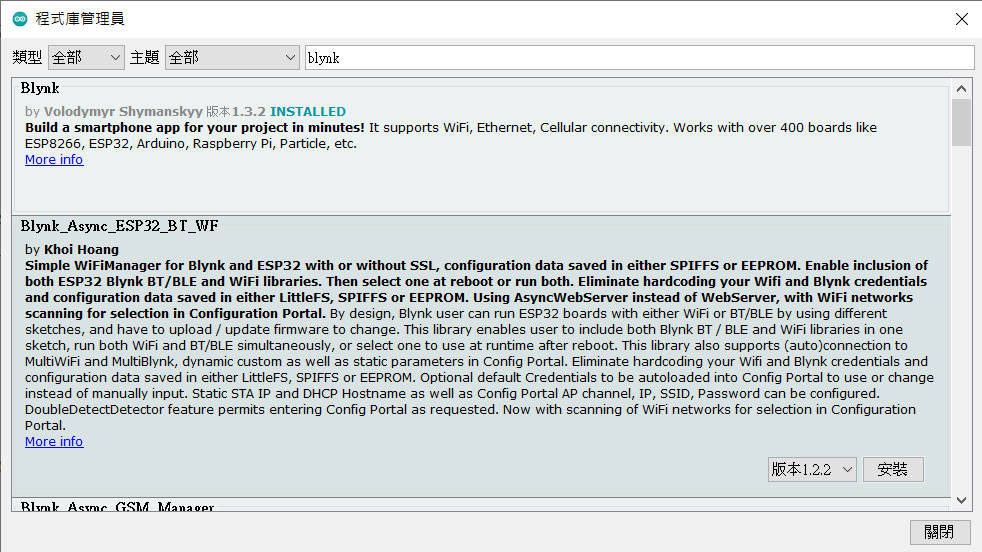 程式庫管理員
類型 全部 主題 全部 blynk
Blynk
by Volodymyr Shymanskyy 版本1.3.2 INSTALLED
Build a smartphone app for your project in minutes! It supports WiFi, Ethernet, Cellular connectivity. Works with over 400 boards like
ESP8266, ESP32, Arduino, Raspberry Pi, Particle, etc.
More info
Blynk_Async_ESP32_BT_WF
by Khoi Hoang
Simple WiFiManager for Blynk and ESP32 with or without SSL, configuration data saved in either SPIFFS or EEPROM. Enable inclusion of
both ESP32 Blynk BT/BLE and WiFi libraries. Then select one at reboot or run both. Eliminate hardcoding your Wifi and Blynk credentials
and configuration data saved in either LittleFS, SPIFFS or EEPROM. Using AsyncWebServer instead of WebServer, with WiFi networks
scanning for selection in Configuration Portal. By design, Blynk user can run ESP32 boards with either WiFi or BT/BLE by using different
sketches, and have to upload / update firmware to change. This library enables user to include both Blynk BT / BLE and WiFi libraries in one
sketch, run both WiFi and BT/BLE simultaneously, or select one to use at runtime after reboot. This library also supports (auto)connection to
MultiWiFi and MultiBlynk, dynamic custom as well as static parameters in Config Portal. Eliminate hardcoding your Wifi and Blynk credentials and
configuration data saved in either LittleFS, SPIFFS or EEPROM. Optional default Credentials to be autoloaded into Config Portal to use or change
instead of manually input. Static STA IP and DHCP Hostname as well as Config Portal AP channel, IP, SSID, Password can be configured.
DoubleDetectDetector feature permits entering Config Portal as requested. Now with scanning of WiFi networks for selection in Configuration
Portal.
More info
版本1.2.2 安裝
Blynk_Async_GSM_Manager
關閉